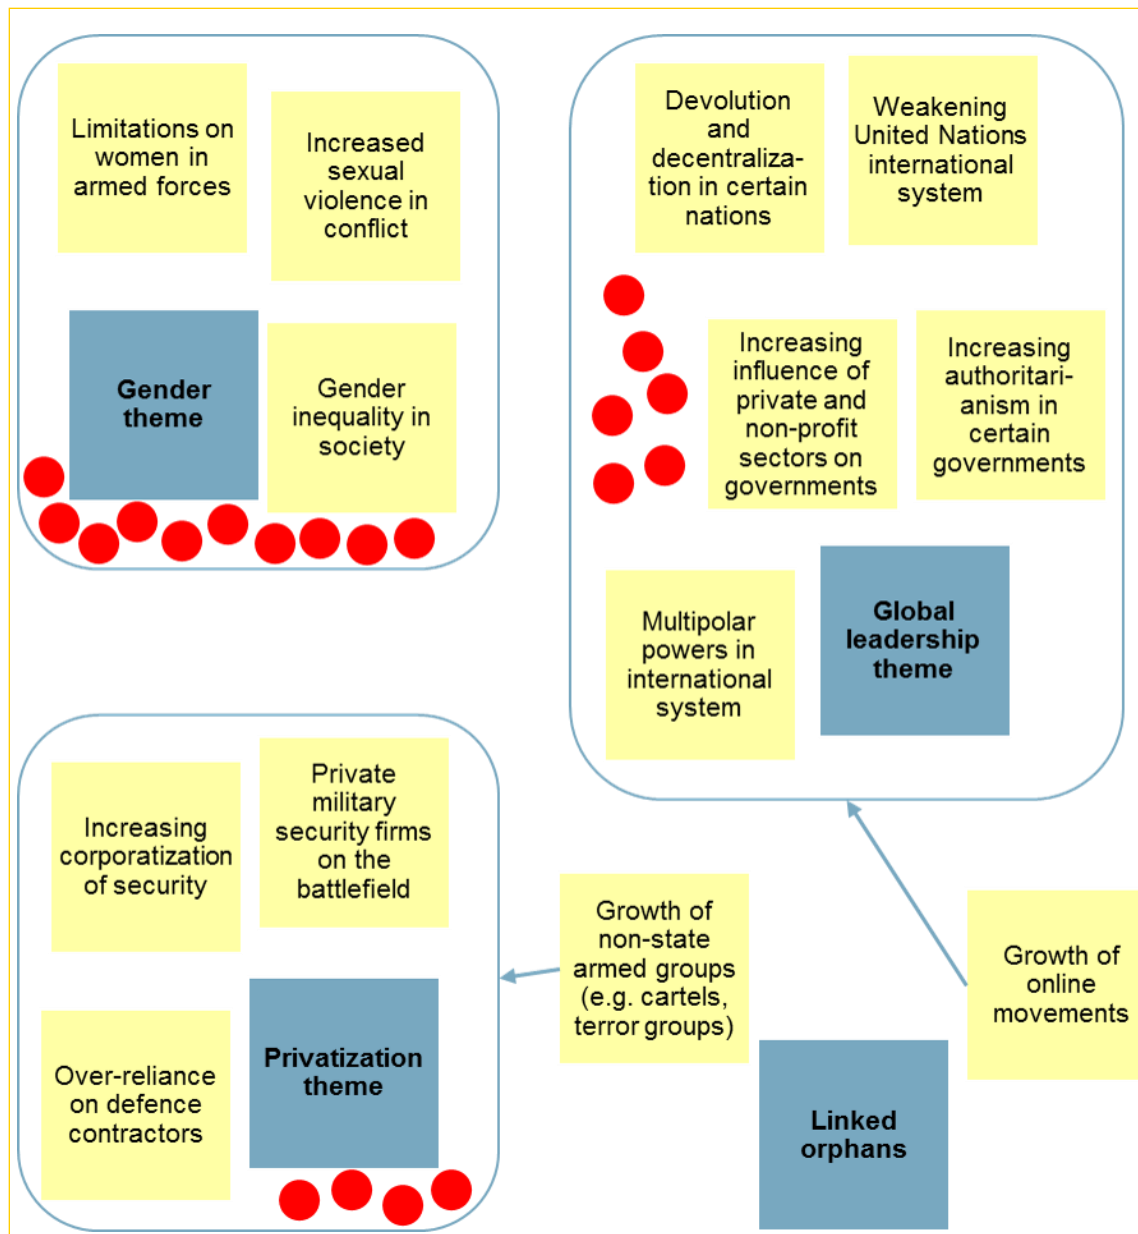 Limitations on
women in
armed forces
Increased
sexual
violence in
conflict
Gender
theme
Gender
inequality in
society
Devolution
and
decentraliza-
tion in certain
nations
Weakening
United Nations
international
system
Increasing
influence of
private and
non-profit
sectors on
governments
Increasing
authoritari-
anism in
certain
governments
Multipolar
powers in
international
system
Global
leadership
theme
Increasing
corporatization
of security
Private
military
security firms
on the
battlefield
Over-reliance
on defence
contractors
Privatization
theme
Growth of
non-state
armed groups
(e.g. cartels,
terror groups)
Growth of
online
movements
Linked
orphans